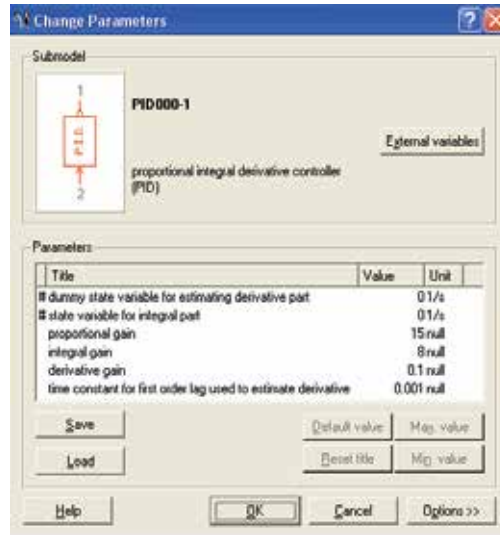 Change Parameters
Submodel
1
PID
2
PID000-1
External variables
proportional integral derivative controller
(PID)
Parameters
Title Value Unit
# dummy state variable for estimating derivative part 0 1/s
# state variable for integral part 0 1/s
proportional gain 15 null
integral gain 8 null
derivative gain 0.1 null
time constant for first order lag used to estimate derivative 0.001 null
Save
Default value
Max. value
Load
Reset title
Min. value
Help
OK
Cancel
Options >>